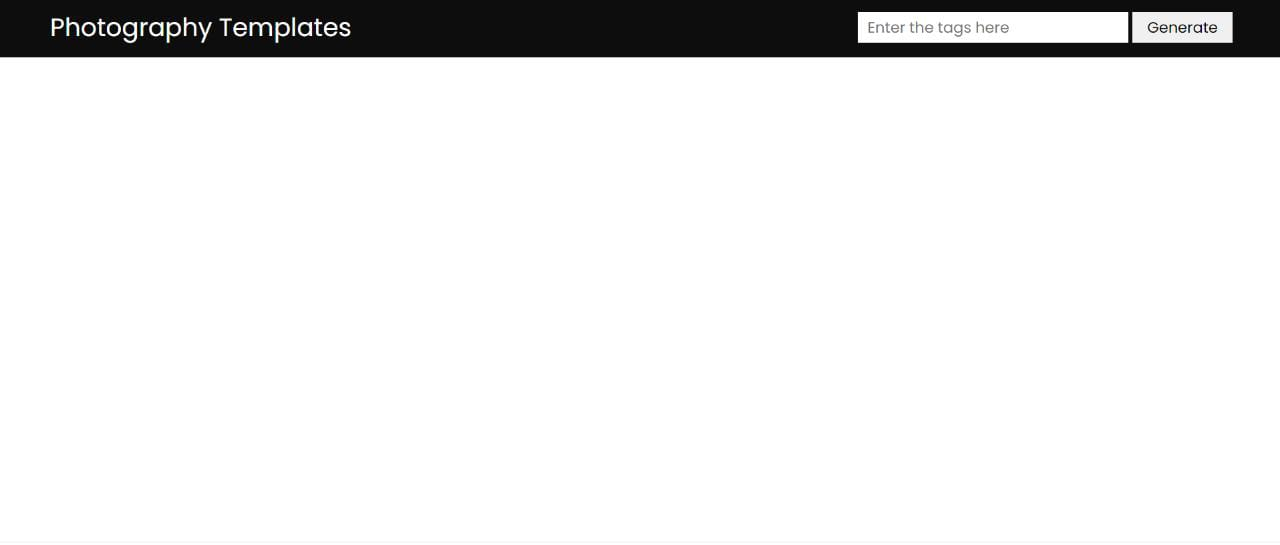 Photography Templates
Enter the tags here
Generate